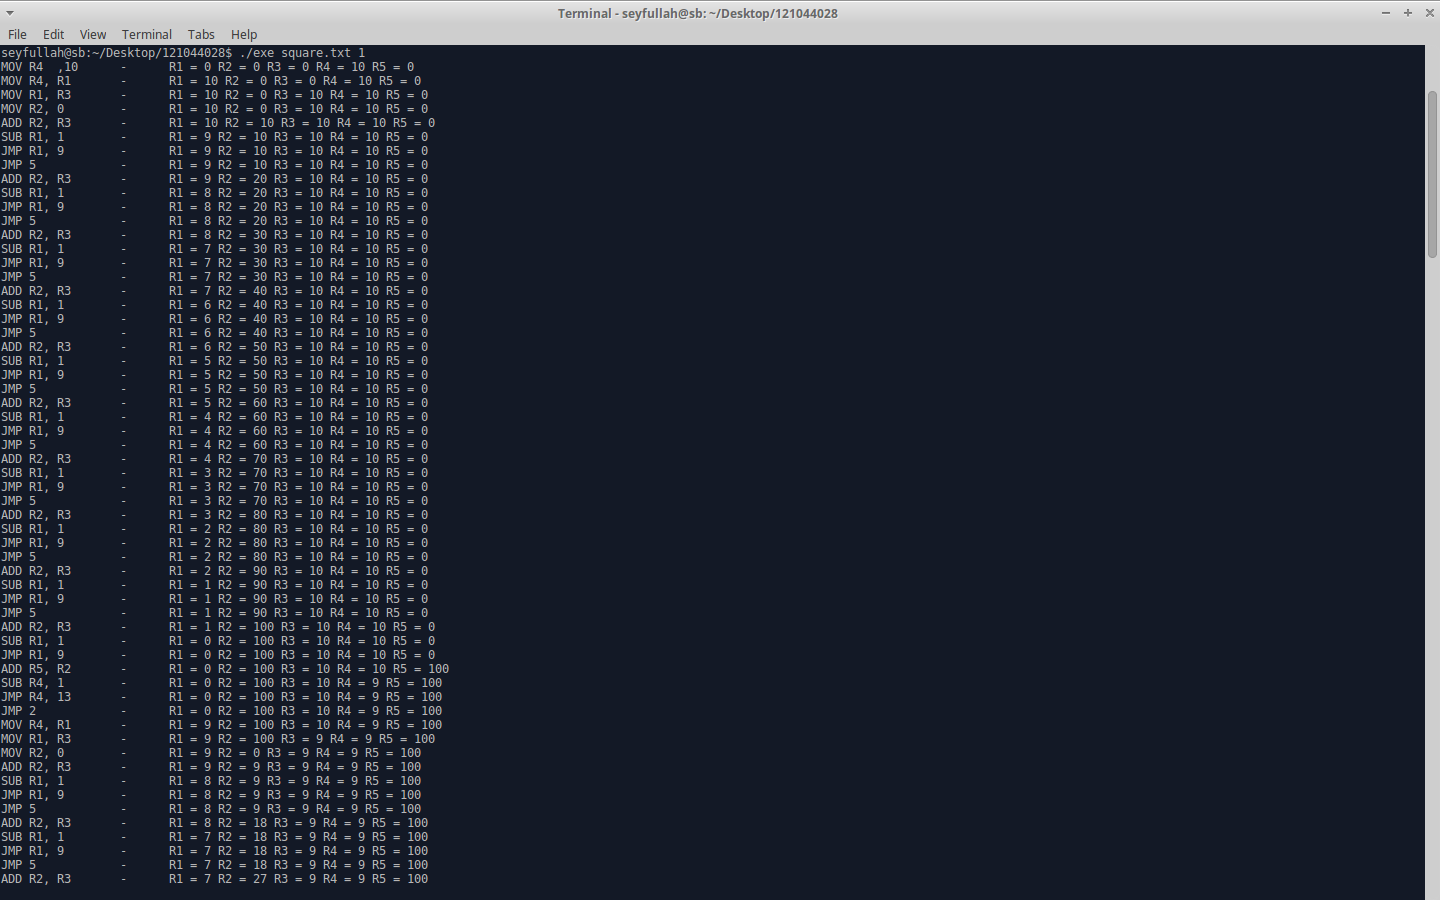 Terminal - seyfullah@sb: ~/Desktop/121044028
File Edit View Terminal Tabs Help
seyfullah@sb:~/Desktop/121044028$ ./exe square.txt 1
MOV R4  ,10      -      R1 = 0 R2 = 0 R3 = 0 R4 = 10 R5 = 0
MOV R4, R1       -      R1 = 10 R2 = 0 R3 = 0 R4 = 10 R5 = 0
MOV R1, R3       -      R1 = 10 R2 = 0 R3 = 10 R4 = 10 R5 = 0
MOV R2, 0        -      R1 = 10 R2 = 0 R3 = 10 R4 = 10 R5 = 0
ADD R2, R3       -      R1 = 10 R2 = 10 R3 = 10 R4 = 10 R5 = 0
SUB R1, 1        -      R1 = 9 R2 = 10 R3 = 10 R4 = 10 R5 = 0
JMP R1, 9        -      R1 = 9 R2 = 10 R3 = 10 R4 = 10 R5 = 0
JMP 5            -      R1 = 9 R2 = 10 R3 = 10 R4 = 10 R5 = 0
ADD R2, R3       -      R1 = 9 R2 = 20 R3 = 10 R4 = 10 R5 = 0
SUB R1, 1        -      R1 = 8 R2 = 20 R3 = 10 R4 = 10 R5 = 0
JMP R1, 9        -      R1 = 8 R2 = 20 R3 = 10 R4 = 10 R5 = 0
JMP 5            -      R1 = 8 R2 = 20 R3 = 10 R4 = 10 R5 = 0
ADD R2, R3       -      R1 = 8 R2 = 30 R3 = 10 R4 = 10 R5 = 0
SUB R1, 1        -      R1 = 7 R2 = 30 R3 = 10 R4 = 10 R5 = 0
JMP R1, 9        -      R1 = 7 R2 = 30 R3 = 10 R4 = 10 R5 = 0
JMP 5            -      R1 = 7 R2 = 30 R3 = 10 R4 = 10 R5 = 0
ADD R2, R3       -      R1 = 7 R2 = 40 R3 = 10 R4 = 10 R5 = 0
SUB R1, 1        -      R1 = 6 R2 = 40 R3 = 10 R4 = 10 R5 = 0
JMP R1, 9        -      R1 = 6 R2 = 40 R3 = 10 R4 = 10 R5 = 0
JMP 5            -      R1 = 6 R2 = 40 R3 = 10 R4 = 10 R5 = 0
ADD R2, R3       -      R1 = 6 R2 = 50 R3 = 10 R4 = 10 R5 = 0
SUB R1, 1        -      R1 = 5 R2 = 50 R3 = 10 R4 = 10 R5 = 0
JMP R1, 9        -      R1 = 5 R2 = 50 R3 = 10 R4 = 10 R5 = 0
JMP 5            -      R1 = 5 R2 = 50 R3 = 10 R4 = 10 R5 = 0
ADD R2, R3       -      R1 = 5 R2 = 60 R3 = 10 R4 = 10 R5 = 0
SUB R1, 1        -      R1 = 4 R2 = 60 R3 = 10 R4 = 10 R5 = 0
JMP R1, 9        -      R1 = 4 R2 = 60 R3 = 10 R4 = 10 R5 = 0
JMP 5            -      R1 = 4 R2 = 60 R3 = 10 R4 = 10 R5 = 0
ADD R2, R3       -      R1 = 4 R2 = 70 R3 = 10 R4 = 10 R5 = 0
SUB R1, 1        -      R1 = 3 R2 = 70 R3 = 10 R4 = 10 R5 = 0
JMP R1, 9        -      R1 = 3 R2 = 70 R3 = 10 R4 = 10 R5 = 0
JMP 5            -      R1 = 3 R2 = 70 R3 = 10 R4 = 10 R5 = 0
ADD R2, R3       -      R1 = 3 R2 = 80 R3 = 10 R4 = 10 R5 = 0
SUB R1, 1        -      R1 = 2 R2 = 80 R3 = 10 R4 = 10 R5 = 0
JMP R1, 9        -      R1 = 2 R2 = 80 R3 = 10 R4 = 10 R5 = 0
JMP 5            -      R1 = 2 R2 = 80 R3 = 10 R4 = 10 R5 = 0
ADD R2, R3       -      R1 = 2 R2 = 90 R3 = 10 R4 = 10 R5 = 0
SUB R1, 1        -      R1 = 1 R2 = 90 R3 = 10 R4 = 10 R5 = 0
JMP R1, 9        -      R1 = 1 R2 = 90 R3 = 10 R4 = 10 R5 = 0
JMP 5            -      R1 = 1 R2 = 90 R3 = 10 R4 = 10 R5 = 0
ADD R2, R3       -      R1 = 1 R2 = 100 R3 = 10 R4 = 10 R5 = 0
SUB R1, 1        -      R1 = 0 R2 = 100 R3 = 10 R4 = 10 R5 = 0
JMP R1, 9        -      R1 = 0 R2 = 100 R3 = 10 R4 = 10 R5 = 0
ADD R5, R2       -      R1 = 0 R2 = 100 R3 = 10 R4 = 10 R5 = 100
SUB R4, 1        -      R1 = 0 R2 = 100 R3 = 10 R4 = 9 R5 = 100
JMP R4, 13       -      R1 = 0 R2 = 100 R3 = 10 R4 = 9 R5 = 100
JMP 2            -      R1 = 0 R2 = 100 R3 = 10 R4 = 9 R5 = 100
MOV R4, R1       -      R1 = 9 R2 = 100 R3 = 10 R4 = 9 R5 = 100
MOV R1, R3       -      R1 = 9 R2 = 100 R3 = 9 R4 = 9 R5 = 100
MOV R2, 0        -      R1 = 9 R2 = 0 R3 = 9 R4 = 9 R5 = 100
ADD R2, R3       -      R1 = 9 R2 = 9 R3 = 9 R4 = 9 R5 = 100
SUB R1, 1        -      R1 = 8 R2 = 9 R3 = 9 R4 = 9 R5 = 100
JMP R1, 9        -      R1 = 8 R2 = 9 R3 = 9 R4 = 9 R5 = 100
JMP 5            -      R1 = 8 R2 = 9 R3 = 9 R4 = 9 R5 = 100
ADD R2, R3       -      R1 = 8 R2 = 18 R3 = 9 R4 = 9 R5 = 100
SUB R1, 1        -      R1 = 7 R2 = 18 R3 = 9 R4 = 9 R5 = 100
JMP R1, 9        -      R1 = 7 R2 = 18 R3 = 9 R4 = 9 R5 = 100
JMP 5            -      R1 = 7 R2 = 18 R3 = 9 R4 = 9 R5 = 100
ADD R2, R3       -      R1 = 7 R2 = 27 R3 = 9 R4 = 9 R5 = 100